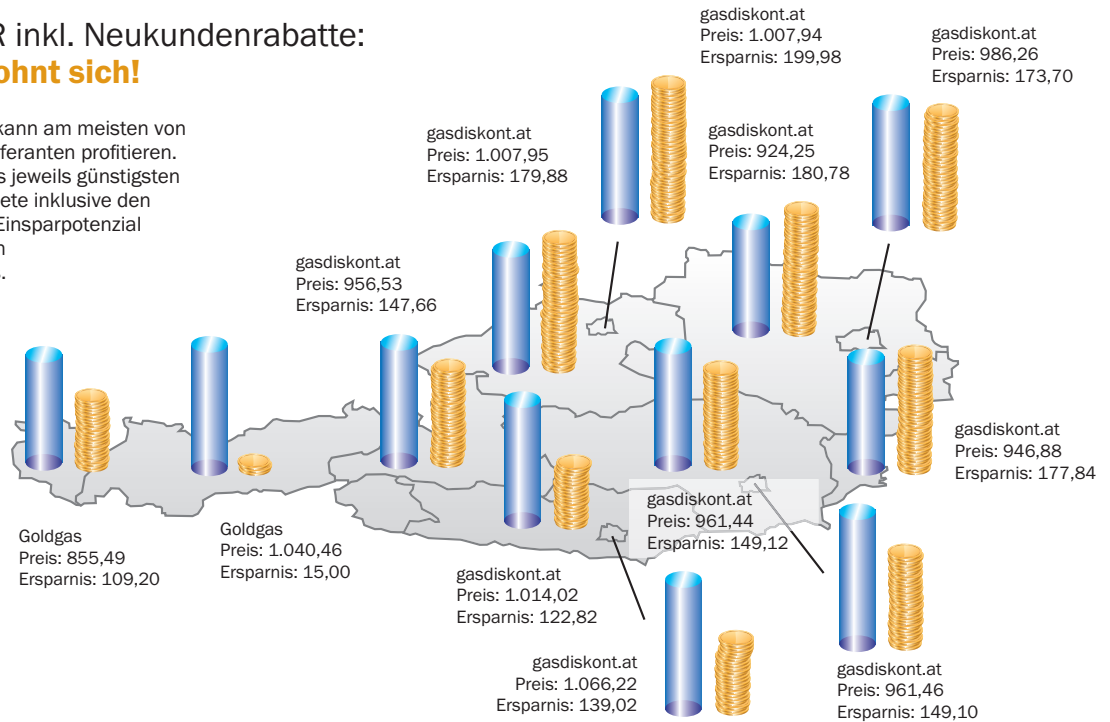 R inkl. Neukundenrabatte:
ohnt sich!
kann am meisten von
feranten profitieren.
s jeweils günstigsten
ete inklusive den
Einsparpotenzial
n
.
gasdiskont.at
Preis: 1.007,94
Ersparnis: 199,98
gasdiskont.at
Preis: 986,26
Ersparnis: 173,70
gasdiskont.at
Preis: 1.007,95
Ersparnis: 179,88
gasdiskont.at
Preis: 924,25
Ersparnis: 180,78
gasdiskont.at
Preis: 956,53
Ersparnis: 147,66
gasdiskont.at
Preis: 946,88
Ersparnis: 177,84
Goldgas
Preis: 855,49
Ersparnis: 109,20
Goldgas
Preis: 1.040,46
Ersparnis: 15,00
gasdiskont.at
Preis: 961,44
Ersparnis: 149,12
gasdiskont.at
Preis: 1.014,02
Ersparnis: 122,82
gasdiskont.at
Preis: 1.066,22
Ersparnis: 139,02
gasdiskont.at
Preis: 961,46
Ersparnis: 149,10